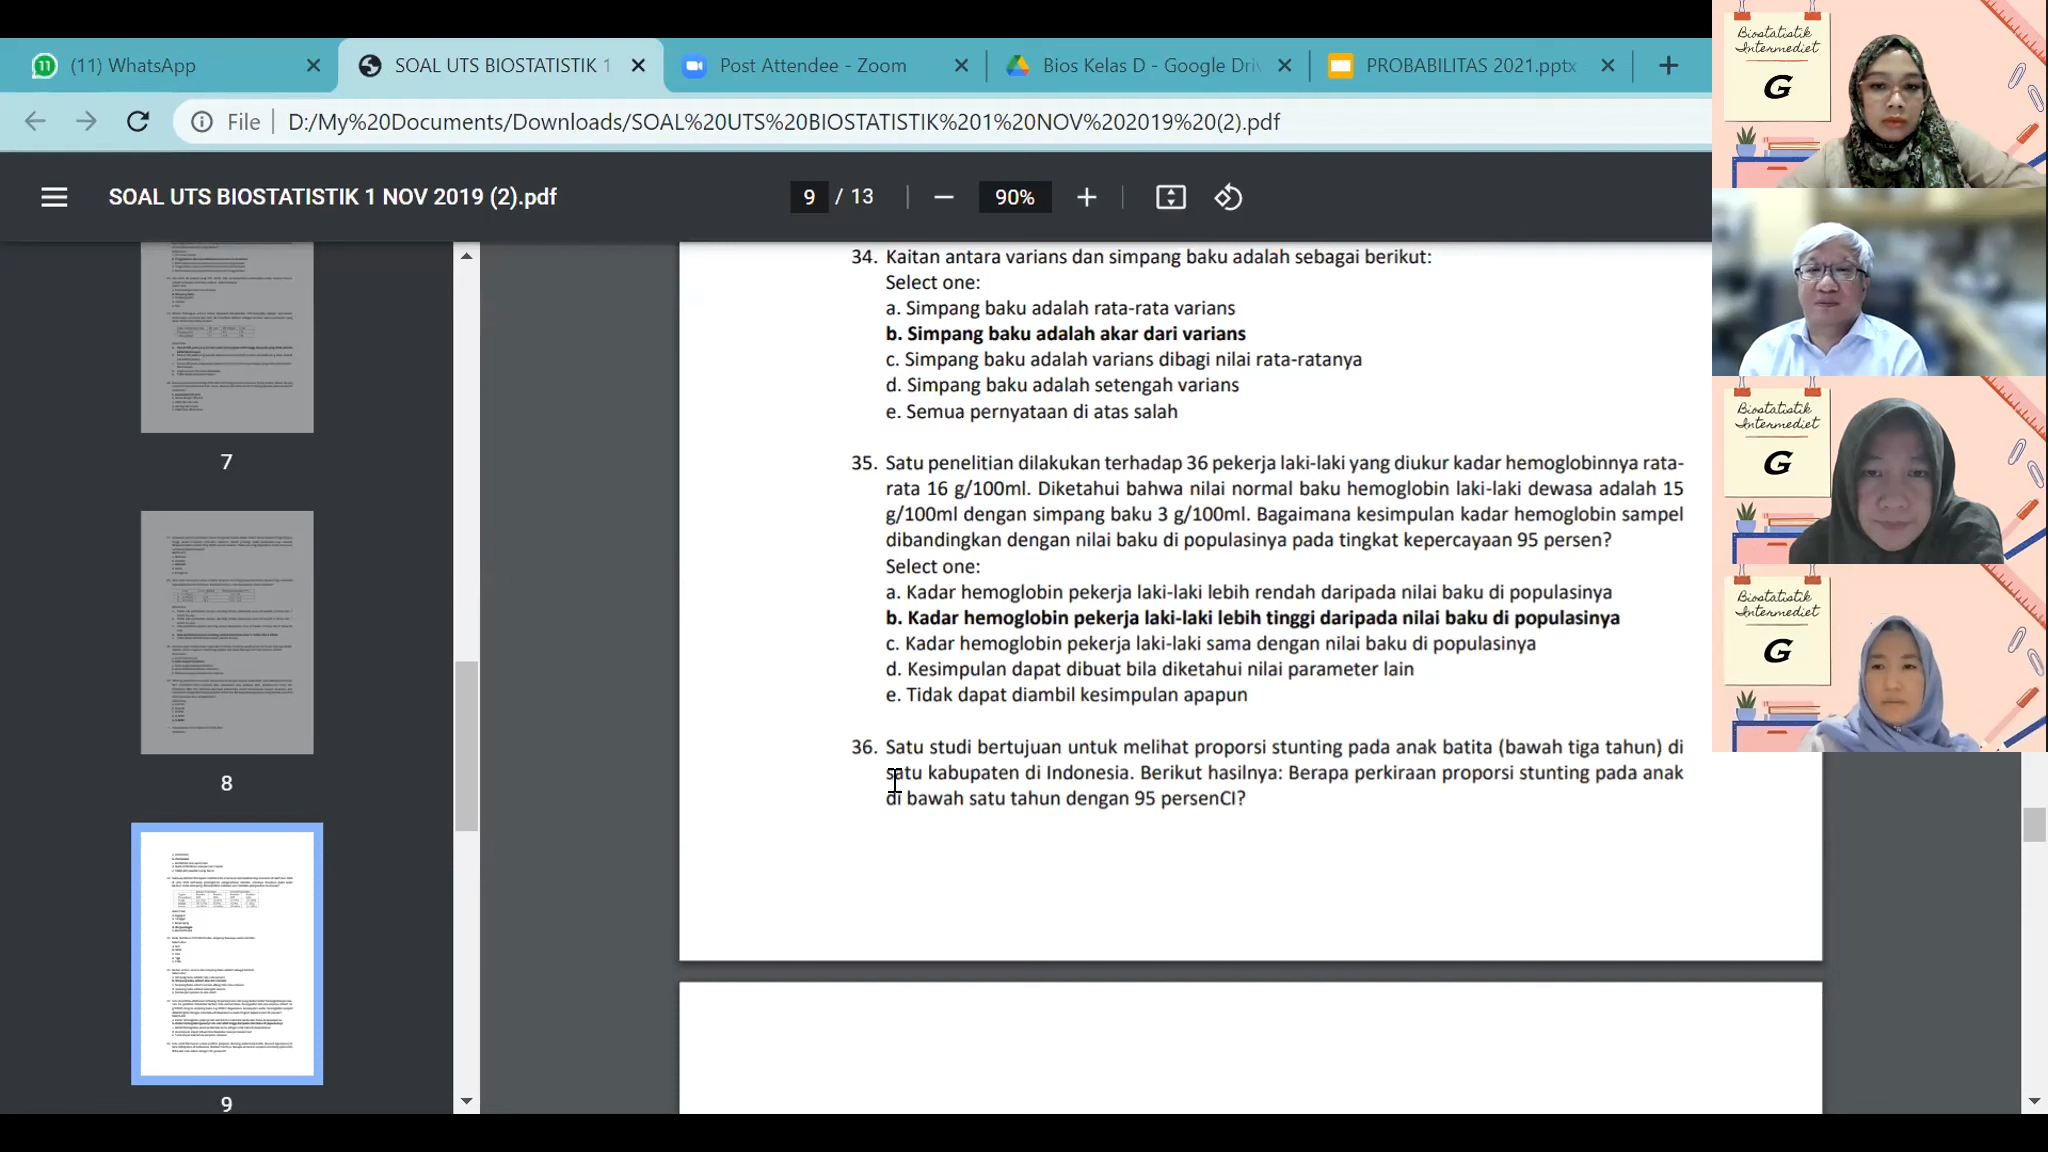 (11) WhatsApp
SOAL UTS BIOSTATISTIK 1
Post Attendee - Zoom
Bios Kelas D - Google Driv
PROBABILITAS 2021.pptx
File
D:/My%20Documents/Downloads/SOAL%20UTS%20BIOSTATISTIK%201%20NOV%202019%20(2).pdf
SOAL UTS BIOSTATISTIK 1 NOV 2019 (2).pdf
9 / 13
90%
7
8
9
34. Kaitan antara varians dan simpang baku adalah sebagai berikut:
Select one:
a. Simpang baku adalah rata-rata varians
b. Simpang baku adalah akar dari varians
c. Simpang baku adalah varians dibagi nilai rata-ratanya
d. Simpang baku adalah setengah varians
e. Semua pernyataan di atas salah
35. Satu penelitian dilakukan terhadap 36 pekerja laki-laki yang diukur kadar hemoglobinnya rata-
rata 16 g/100ml. Diketahui bahwa nilai normal baku hemoglobin laki-laki dewasa adalah 15
g/100ml dengan simpang baku 3 g/100ml. Bagaimana kesimpulan kadar hemoglobin sampel
dibandingkan dengan nilai baku di populasinya pada tingkat kepercayaan 95 persen?
Select one:
a. Kadar hemoglobin pekerja laki-laki lebih rendah daripada nilai baku di populasinya
b. Kadar hemoglobin pekerja laki-laki lebih tinggi daripada nilai baku di populasinya
c. Kadar hemoglobin pekerja laki-laki sama dengan nilai baku di populasinya
d. Kesimpulan dapat dibuat bila diketahui nilai parameter lain
e. Tidak dapat diambil kesimpulan apapun
36. Satu studi bertujuan untuk melihat proporsi stunting pada anak batita (bawah tiga tahun) di
satu kabupaten di Indonesia. Berikut hasilnya: Berapa perkiraan proporsi stunting pada anak
di bawah satu tahun dengan 95 persenCI?
Biostatistik
Intermediet
G
Biostatistik
Intermediet
G
Biostatistik
Intermediet
G